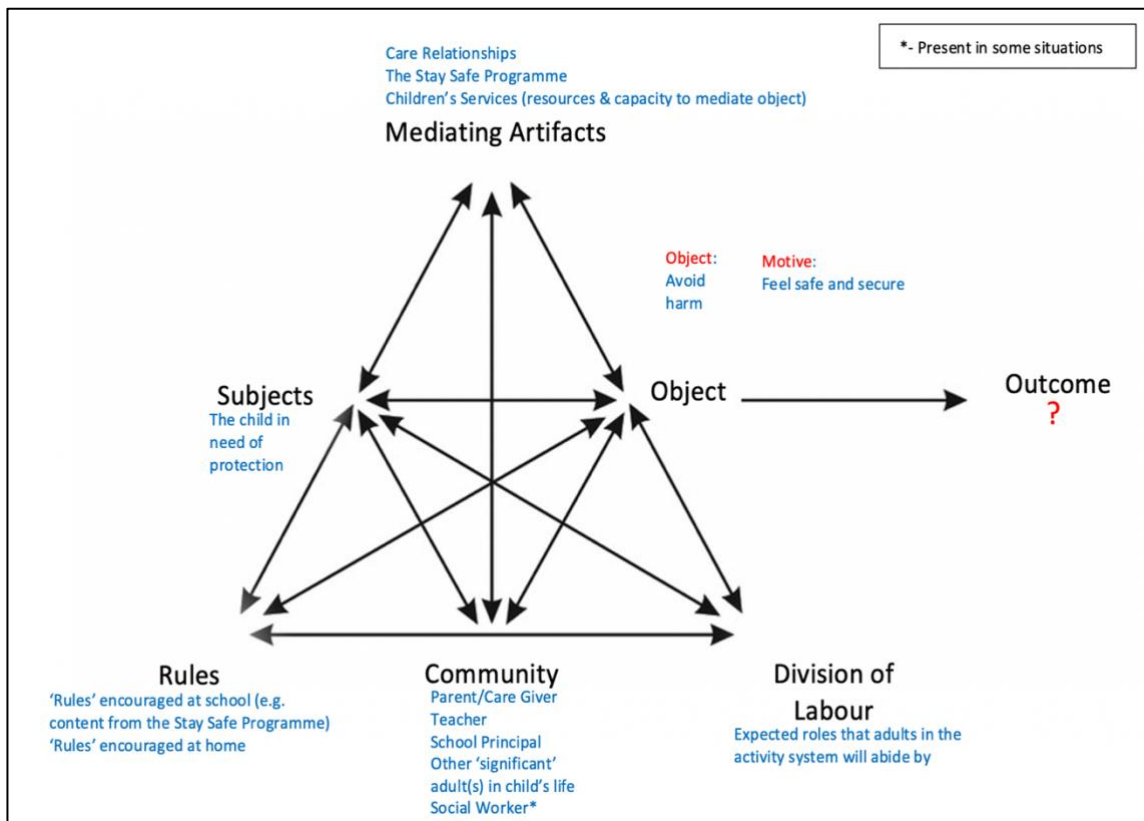 *- Present in some situations
Care Relationships
The Stay Safe Programme
Children’s Services (resources & capacity to mediate object)
Mediating Artifacts
Object:
Avoid
harm
Motive:
Feel safe and secure
Subjects
The child in
need of
protection
Object
Outcome
?
Rules
‘Rules’ encouraged at school (e.g.
content from the Stay Safe Programme)
‘Rules’ encouraged at home
Community
Parent/Care Giver
Teacher
School Principal
Other ‘significant’
adult(s) in child’s life
Social Worker*
Division of
Labour
Expected roles that adults in the
activity system will abide by